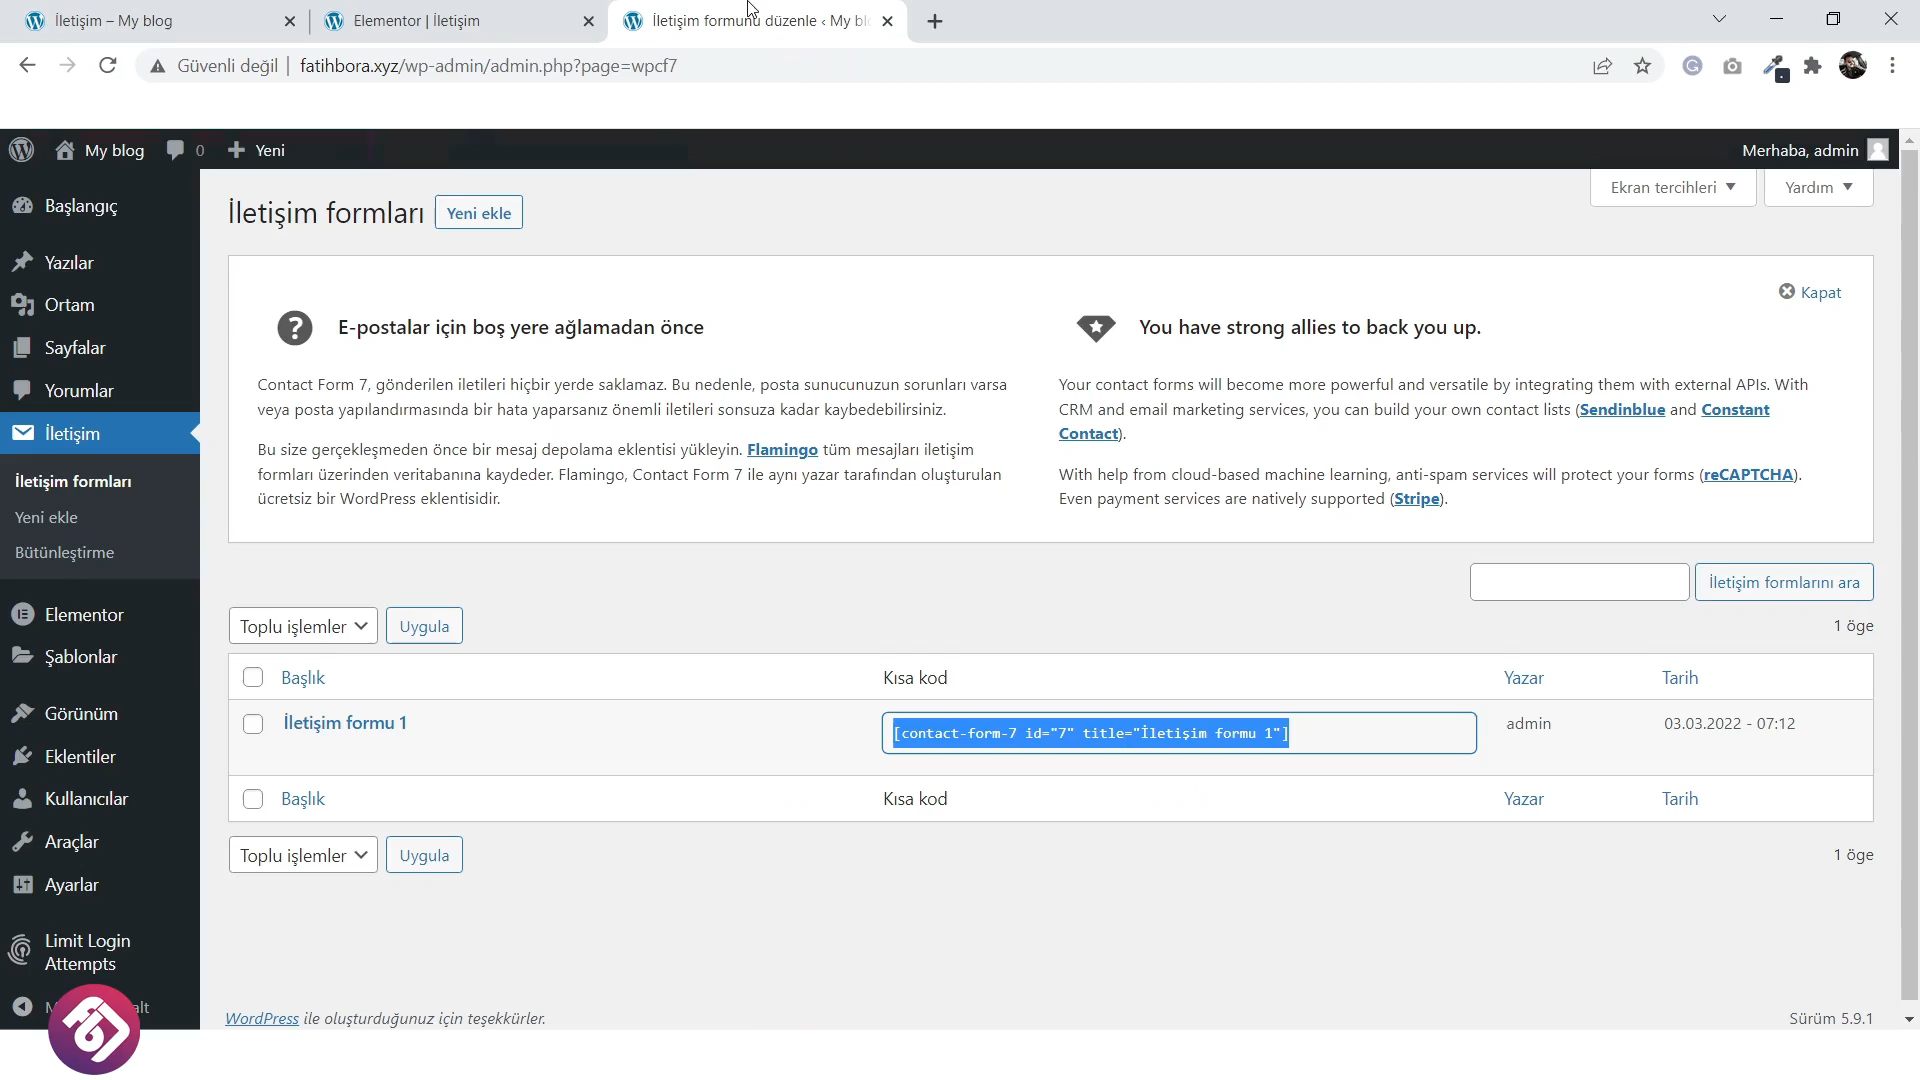 İletişim – My blog
Elementor | İletişim
İletişim formunu düzenle ‹ My blo
Güvenli değil | fatihbora.xyz/wp-admin/admin.php?page=wpcf7
My blog 0 Yeni
Merhaba, admin
Ekran tercihleri
Yardım
Başlangıç
Yazılar
Ortam
Sayfalar
Yorumlar
İletişim
İletişim formları
Yeni ekle
Bütünleştirme
Elementor
Şablonlar
Görünüm
Eklentiler
Kullanıcılar
Araçlar
Ayarlar
Limit Login
Attempts
İletişim formları Yeni ekle
Kapat
E-postalar için boş yere ağlamadan önce
Contact Form 7, gönderilen iletileri hiçbir yerde saklamaz. Bu nedenle, posta sunucunuzun sorunları varsa
veya posta yapılandırmasında bir hata yaparsanız önemli iletileri sonsuza kadar kaybedebilirsiniz.
Bu size gerçekleşmeden önce bir mesaj depolama eklentisi yükleyin. Flamingo tüm mesajları iletişim
formları üzerinden veritabanına kaydeder. Flamingo, Contact Form 7 ile aynı yazar tarafından oluşturulan
ücretsiz bir WordPress eklentisidir.
You have strong allies to back you up.
Your contact forms will become more powerful and versatile by integrating them with external APIs. With
CRM and email marketing services, you can build your own contact lists (Sendinblue and Constant
Contact).
With help from cloud-based machine learning, anti-spam services will protect your forms (reCAPTCHA).
Even payment services are natively supported (Stripe).
İletişim formlarını ara
Toplu işlemler Uygula
1 öge
Başlık Kısa kod Yazar Tarih
İletişim formu 1 [contact-form-7 id="7" title="İletişim formu 1"] admin 03.03.2022 - 07:12
Başlık Kısa kod Yazar Tarih
Toplu işlemler Uygula
1 öge
WordPress ile oluşturduğunuz için teşekkürler.
Sürüm 5.9.1